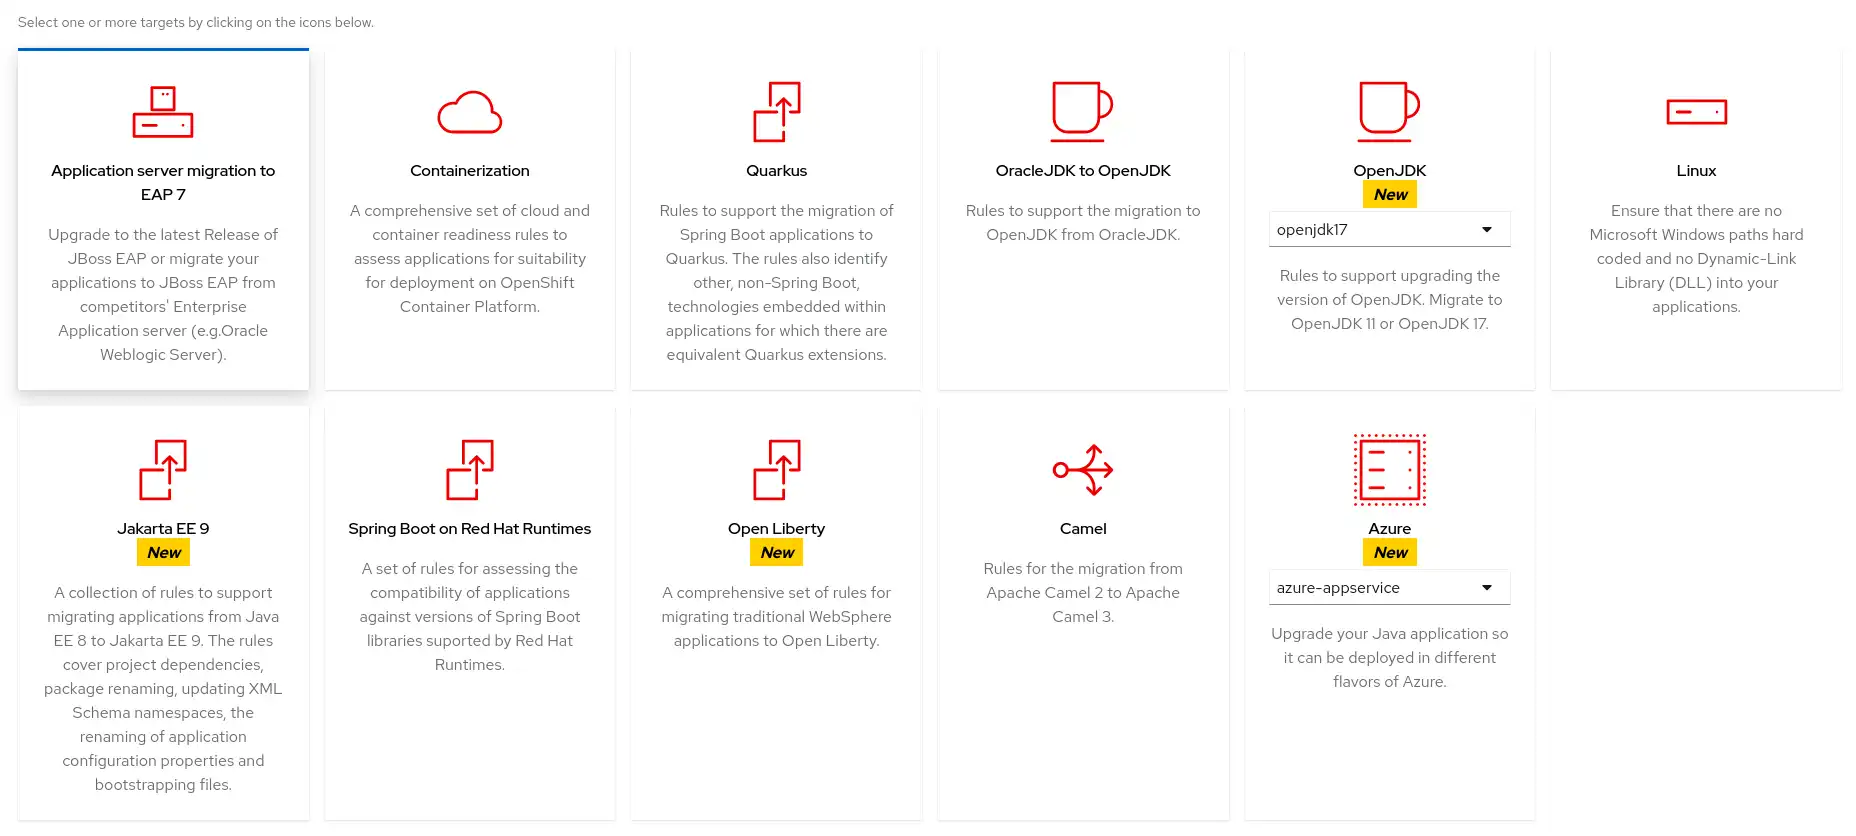 Select one or more targets by clicking on the icons below.
Application server migration to
EAP 7
Upgrade to the latest Release of
JBoss EAP or migrate your
applications to JBoss EAP from
competitors' Enterprise
Application server (e.g.Oracle
Weblogic Server).
Containerization
A comprehensive set of cloud and
container readiness rules to
assess applications for suitability
for deployment on OpenShift
Container Platform.
Quarkus
Rules to support the migration of
Spring Boot applications to
Quarkus. The rules also identify
other, non-Spring Boot,
technologies embedded within
applications for which there are
equivalent Quarkus extensions.
OracleJDK to OpenJDK
Rules to support the migration to
OpenJDK from OracleJDK.
OpenJDK
New
openjdk17
Rules to support upgrading the
version of OpenJDK. Migrate to
OpenJDK 11 or OpenJDK 17.
Linux
Ensure that there are no
Microsoft Windows paths hard
coded and no Dynamic-Link
Library (DLL) into your
applications.
Jakarta EE 9
New
A collection of rules to support
migrating applications from Java
EE 8 to Jakarta EE 9. The rules
cover project dependencies,
package renaming, updating XML
Schema namespaces, the
renaming of application
configuration properties and
bootstrapping files.
Spring Boot on Red Hat Runtimes
A set of rules for assessing the
compatibility of applications
against versions of Spring Boot
libraries suported by Red Hat
Runtimes.
Open Liberty
New
A comprehensive set of rules for
migrating traditional WebSphere
applications to Open Liberty.
Camel
Rules for the migration from
Apache Camel 2 to Apache
Camel 3.
Azure
New
azure-appservice
Upgrade your Java application so
it can be deployed in different
flavors of Azure.